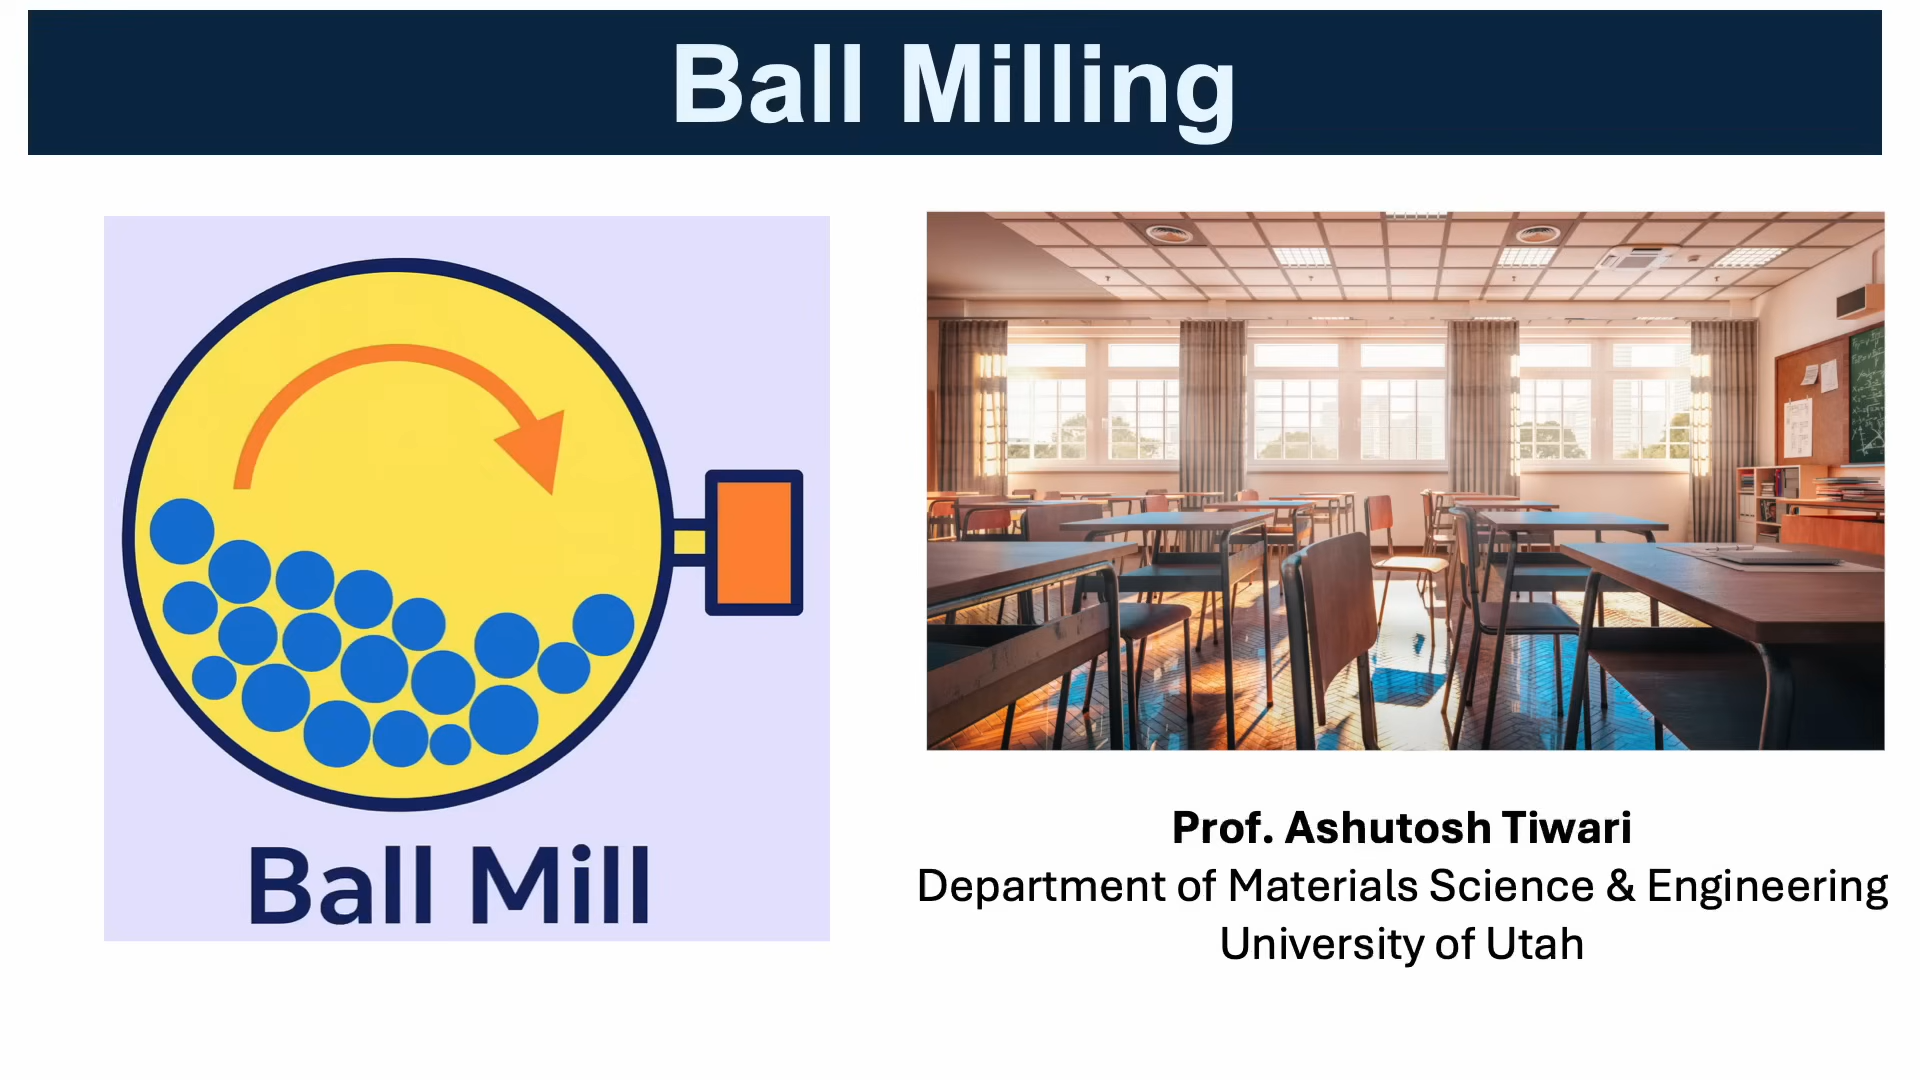 Ball Milling
Ball Mill
Prof. Ashutosh Tiwari
Department of Materials Science & Engineering
University of Utah